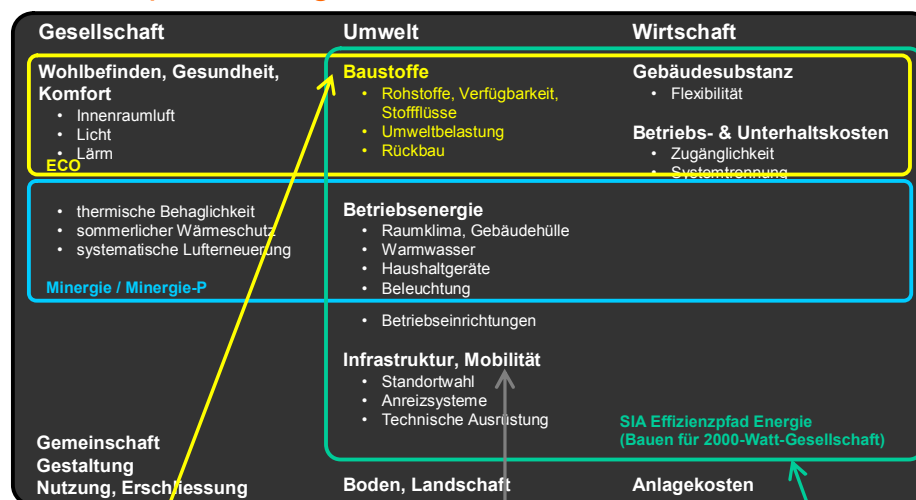 Gesellschaft
Umwelt
Wirtschaft
Wohlbefinden, Gesundheit,
Komfort
• Innenraumluft
• Licht
• Lärm
ECO
Baustoffe
• Rohstoffe, Verfügbarkeit,
Stoffflüsse
• Umweltbelastung
• Rückbau
Gebäudesubstanz
• Flexibilität
Betriebs- & Unterhaltskosten
• Zugänglichkeit
• Systemtrennung
• thermische Behaglichkeit
• sommerlicher Wärmeschutz
• systematische Lufterneuerung
Minergie / Minergie-P
Betriebsenergie
• Raumklima, Gebäudehülle
• Warmwasser
• Haushaltgeräte
• Beleuchtung
• Betriebseinrichtungen
Infrastruktur, Mobilität
• Standortwahl
• Anreizsysteme
• Technische Ausrüstung
SIA Effizienzpfad Energie
(Bauen für 2000-Watt-Gesellschaft)
Gemeinschaft
Gestaltung
Nutzung, Erschliessung
Boden, Landschaft
Anlagekosten